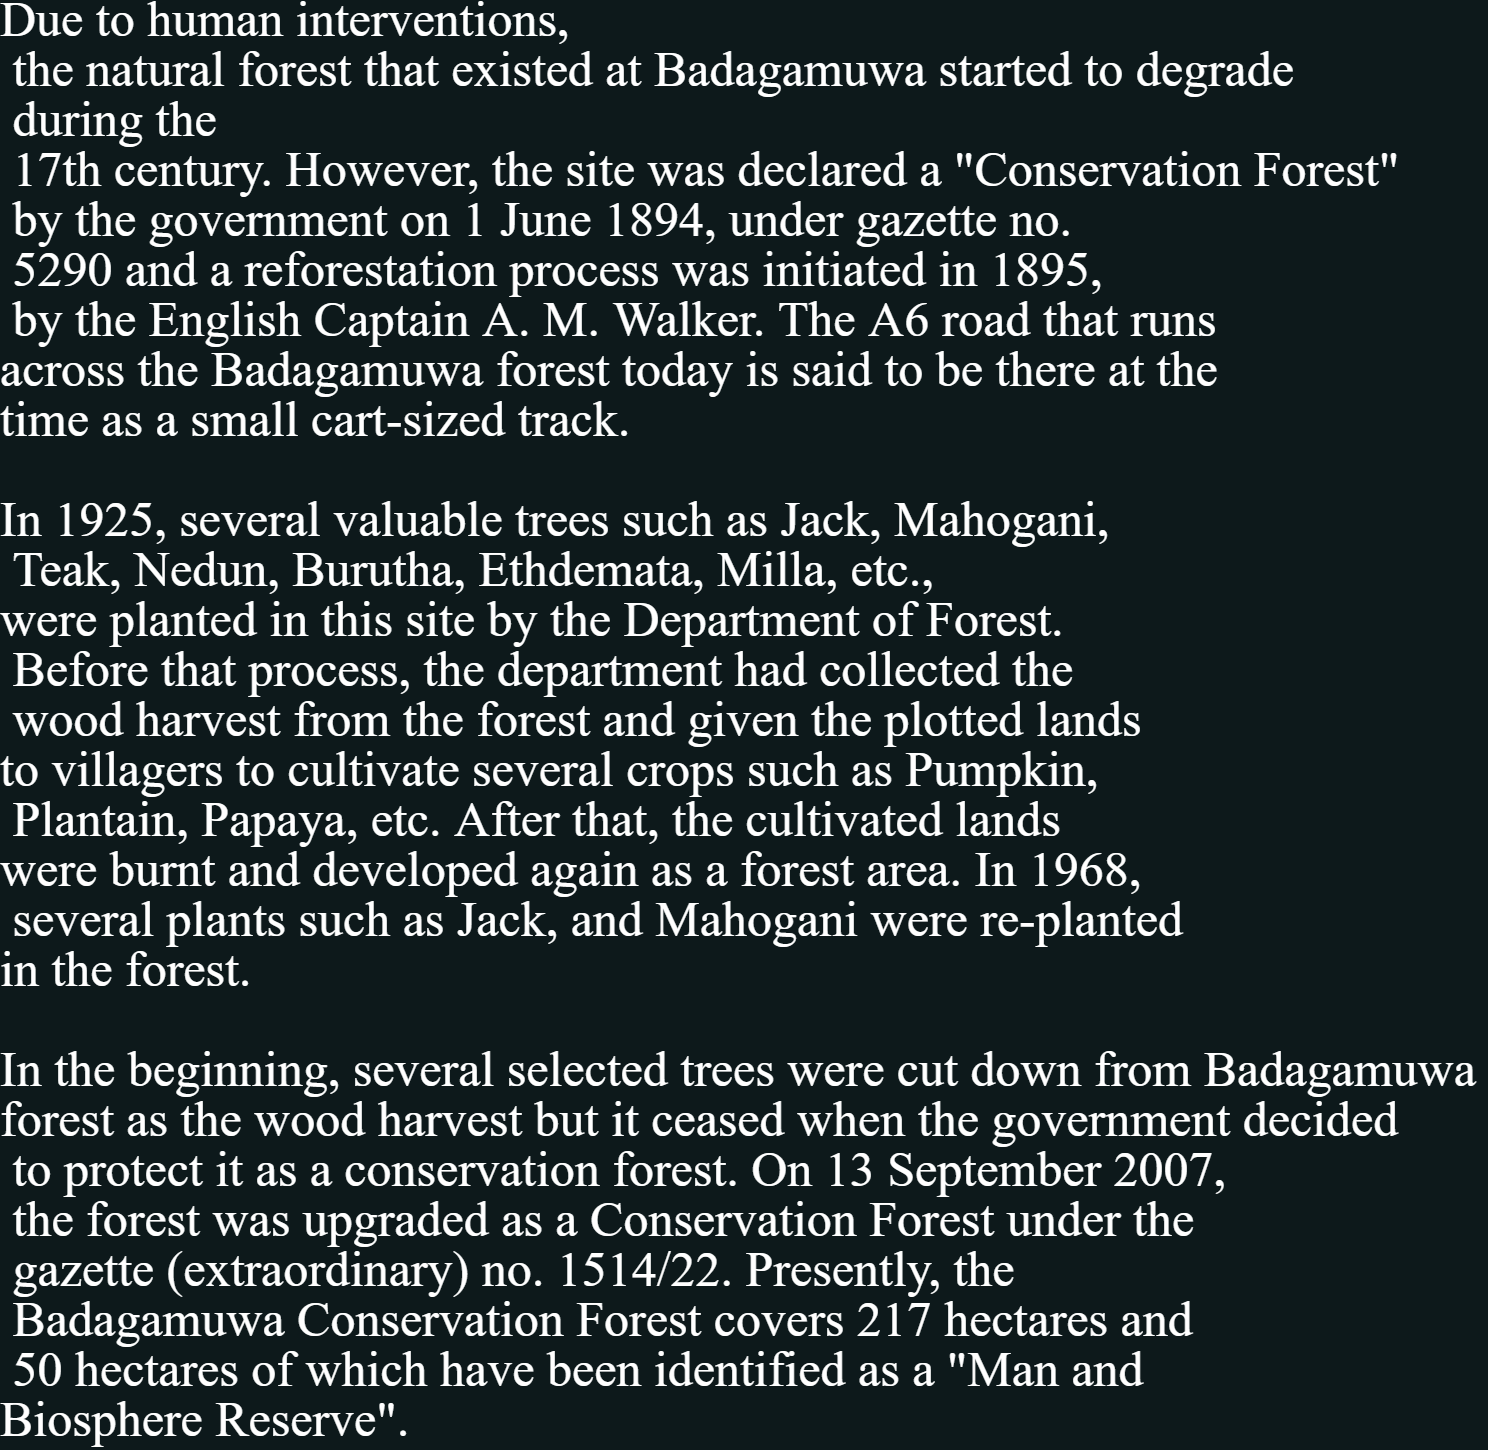 Due to human interventions,
the natural forest that existed at Badagamuwa started to degrade
during the
17th century. However, the site was declared a "Conservation Forest"
by the government on 1 June 1894, under gazette no.
5290 and a reforestation process was initiated in 1895,
by the English Captain A. M. Walker. The A6 road that runs
across the Badagamuwa forest today is said to be there at the
time as a small cart-sized track.

In 1925, several valuable trees such as Jack, Mahogani,
Teak, Nedun, Burutha, Ethdemata, Milla, etc.,
were planted in this site by the Department of Forest.
Before that process, the department had collected the
wood harvest from the forest and given the plotted lands
to villagers to cultivate several crops such as Pumpkin,
Plantain, Papaya, etc. After that, the cultivated lands
were burnt and developed again as a forest area. In 1968,
several plants such as Jack, and Mahogani were re-planted
in the forest.

In the beginning, several selected trees were cut down from Badagamuwa
forest as the wood harvest but it ceased when the government decided
to protect it as a conservation forest. On 13 September 2007,
the forest was upgraded as a Conservation Forest under the
gazette (extraordinary) no. 1514/22. Presently, the
Badagamuwa Conservation Forest covers 217 hectares and
50 hectares of which have been identified as a "Man and
Biosphere Reserve".